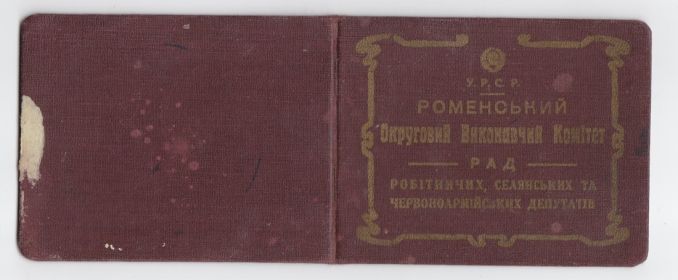 У.Р.С.Р.
РОМЕНСЬКИЙ
Округовий Виконавчий Комітет
РАД
РОБІТНИЧИХ, СЕЛЯНСЬКИХ ТА
ЧЕРВОНОАРМІЙСЬКИХ ДЕПУТАТІВ